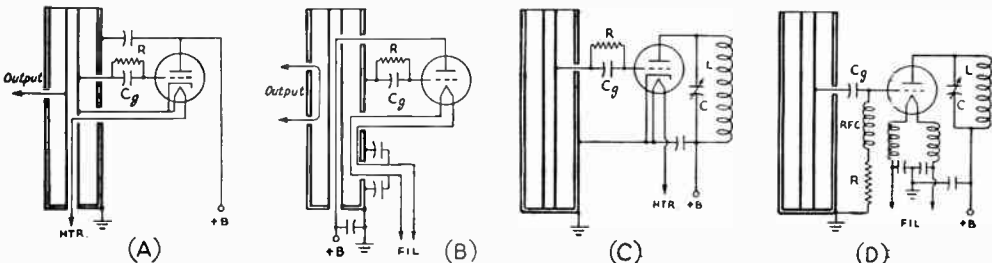 Output
R
Cg
HTR.
+B
(A)
R
Output
Cg
+B
FIL
(B)
R
Cg
L
C
HTR
+B
(C)
Cg
RFC
R
L
C
FIL
+B
(D)